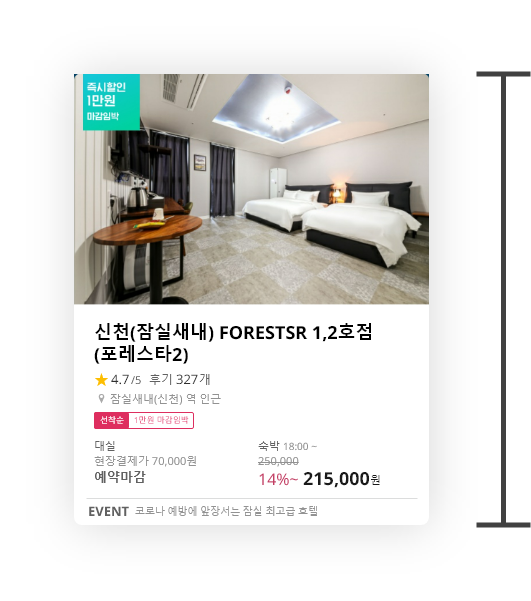 즉시할인
1만원
마감임박
신천(잠실새내) FORESTSR 1,2호점
(포레스타2)
4.7/5 후기 327개
잠실새내(신천) 역 인근
선착순 1만원 마감임박
대실
현장결제가 70,000원
예약마감
숙박 18:00 ~
250,000
14%~ 215,000원
EVENT 코로나 예방에 앞장서는 잠실 최고급 호텔